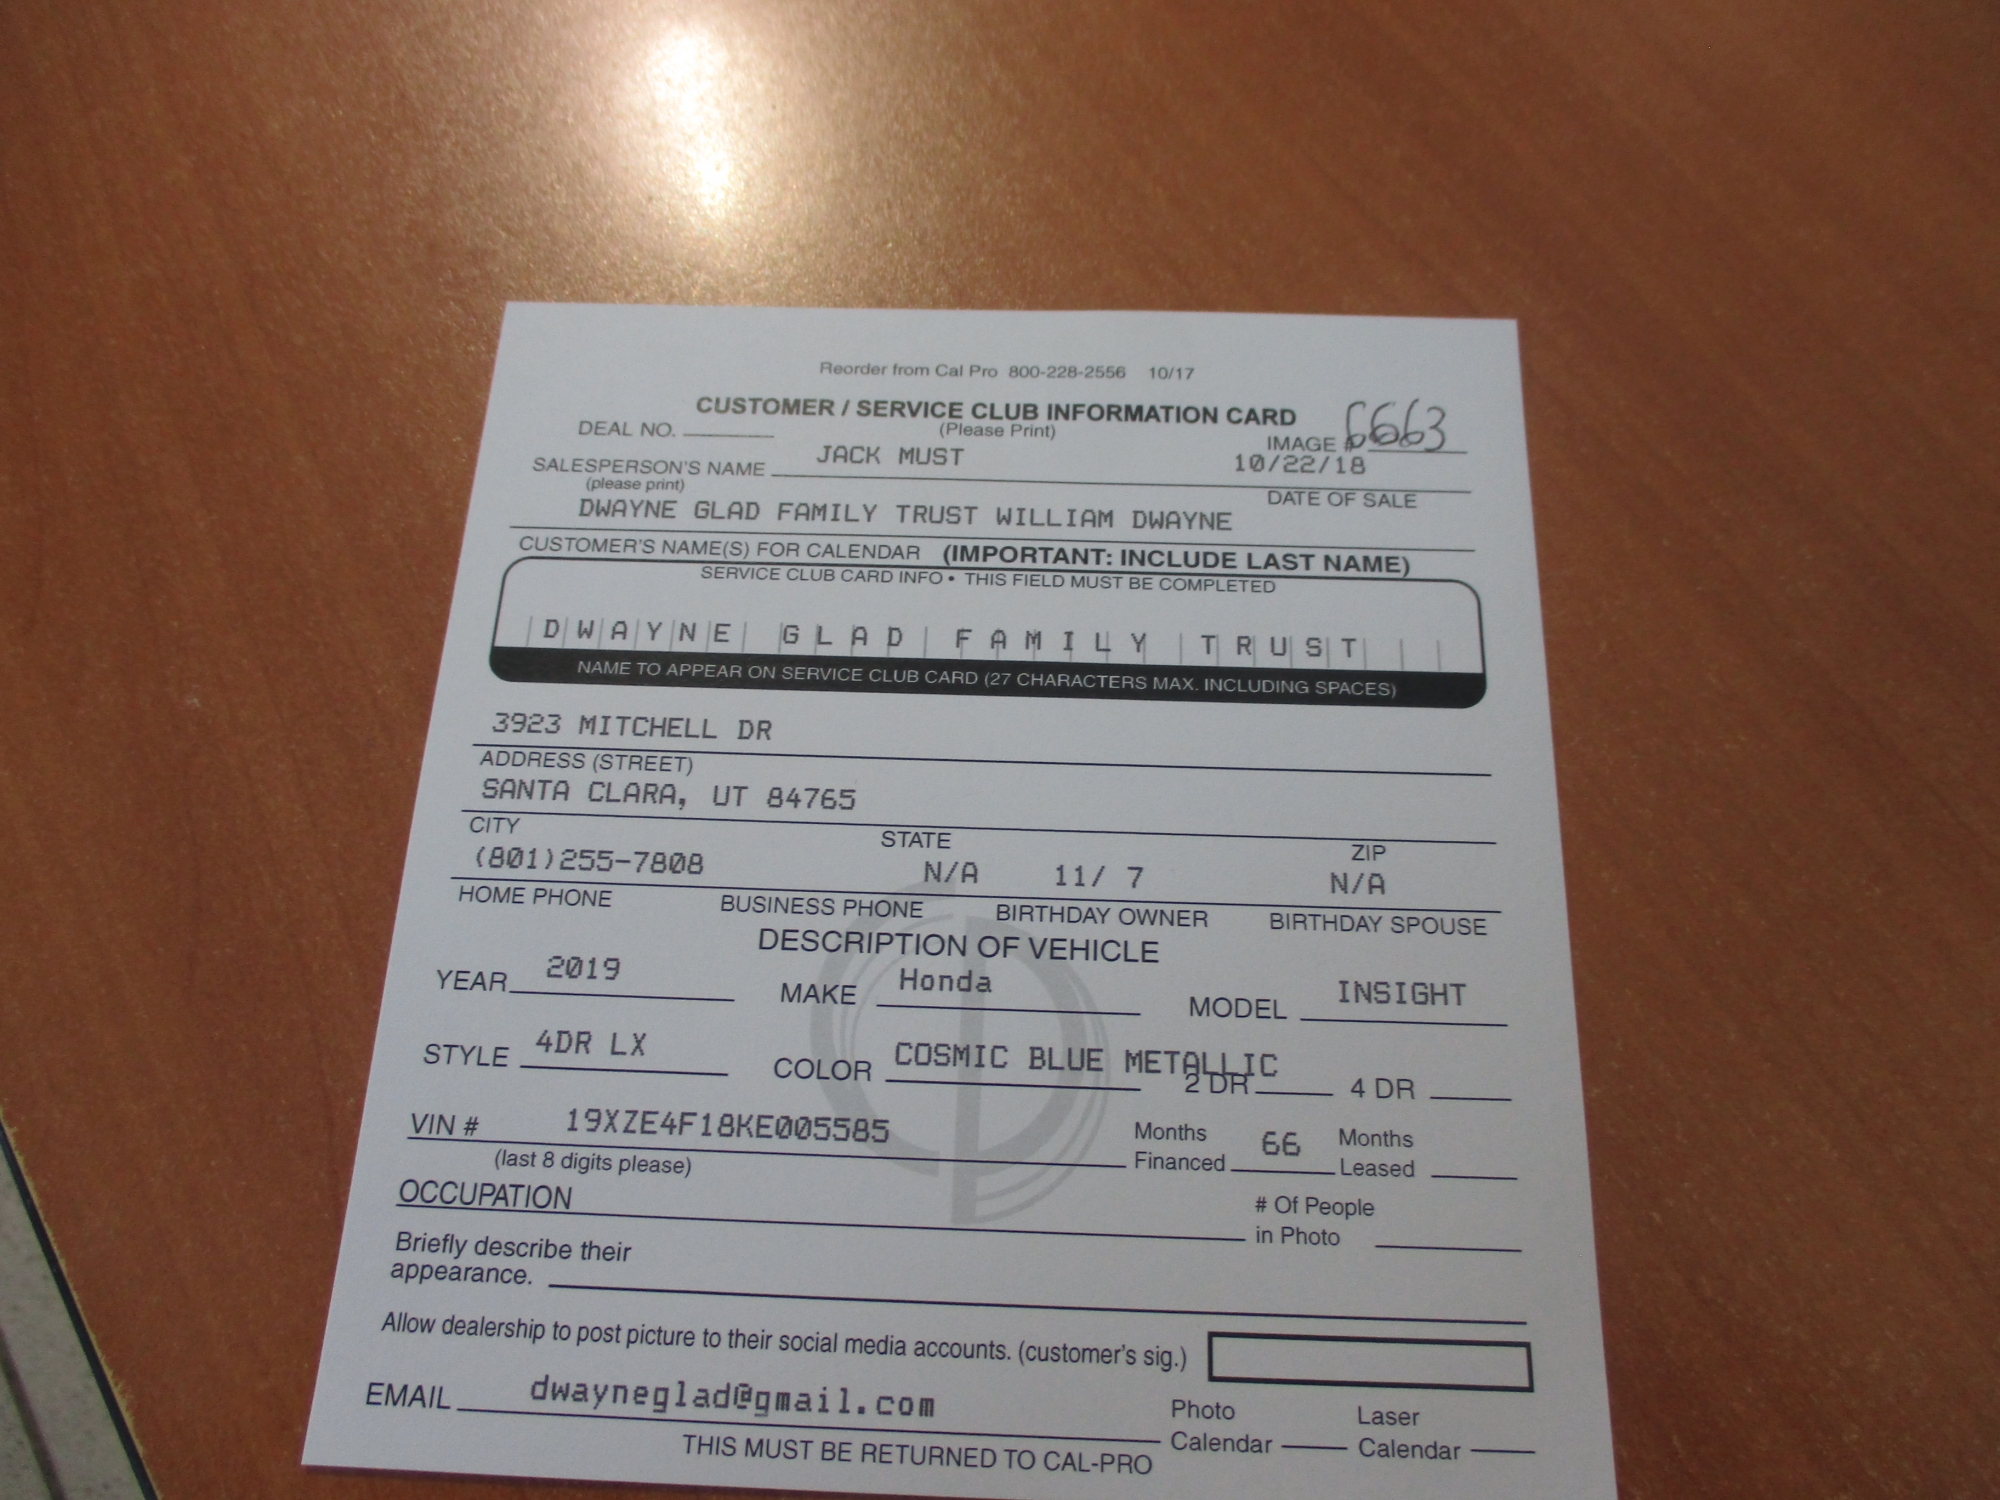 Reorder from Cal Pro 800-228-2556 10/17
CUSTOMER / SERVICE CLUB INFORMATION CARD
(Please Print)
DEAL NO.
IMAGE # 6663
JACK MUST
10/22/18
SALESPERSON'S NAME
(please print)
DATE OF SALE
DWAYNE GLAD FAMILY TRUST WILLIAM DWAYNE
CUSTOMER'S NAME(S) FOR CALENDAR (IMPORTANT: INCLUDE LAST NAME)
SERVICE CLUB CARD INFO • THIS FIELD MUST BE COMPLETED
DWAYNE GLAD FAMILY TRUST
NAME TO APPEAR ON SERVICE CLUB CARD (27 CHARACTERS MAX. INCLUDING SPACES)
3923 MITCHELL DR
ADDRESS (STREET)
SANTA CLARA, UT 84765
CITY STATE ZIP
(801)255-7808 N/A 11/ 7 N/A
HOME PHONE BUSINESS PHONE BIRTHDAY OWNER BIRTHDAY SPOUSE
DESCRIPTION OF VEHICLE
YEAR 2019 MAKE Honda MODEL INSIGHT
STYLE 4DR LX COLOR COSMIC BLUE METALLIC 2 DR 4 DR
VIN # 19XZE4F18KE005585 Months Financed 66 Months Leased
(last 8 digits please)
OCCUPATION # Of People in Photo
Briefly describe their
appearance.
Allow dealership to post picture to their social media accounts. (customer's sig.)
EMAIL dwayneglad@gmail.com Photo Calendar Laser Calendar
THIS MUST BE RETURNED TO CAL-PRO